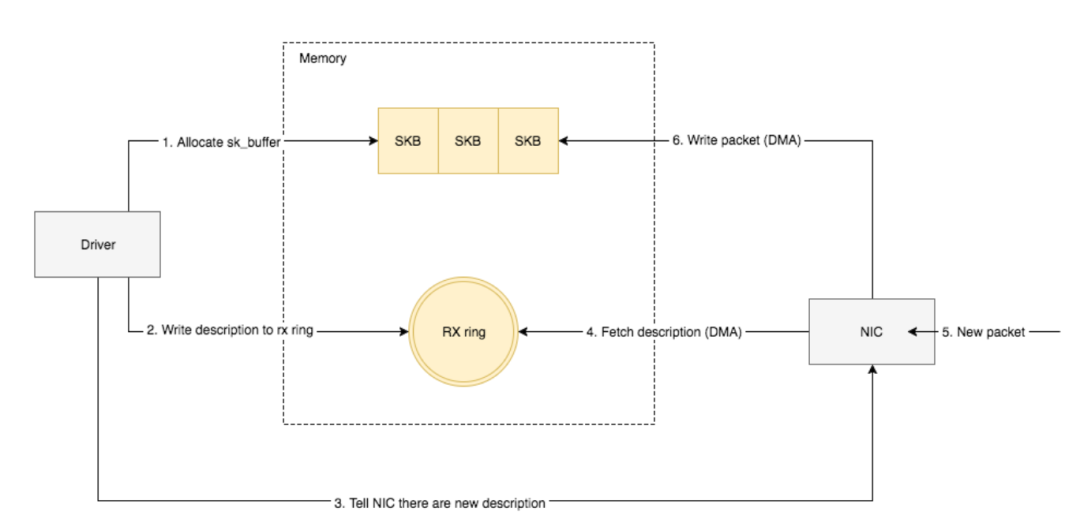 Memory
1. Allocate sk_buffer
SKB
SKB
SKB
6. Write packet (DMA)
Driver
2. Write description to rx ring
RX ring
4. Fetch description (DMA)
NIC
5. New packet
3. Tell NIC there are new description